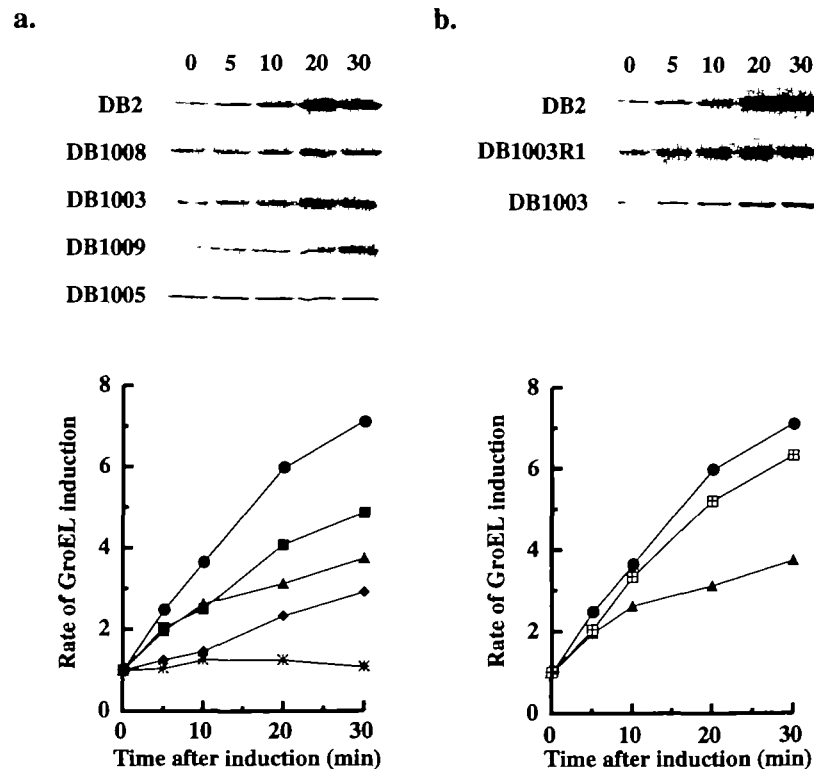 a.
0 5 10 20 30
DB2
DB1008
DB1003
DB1009
DB1005
8
6
4
2
0
Rate of GroEL induction
0 10 20 30
Time after induction (min)
b.
0 5 10 20 30
DB2
DB1003R1
DB1003
8
6
4
2
0
Rate of GroEL induction
0 10 20 30
Time after induction (min)